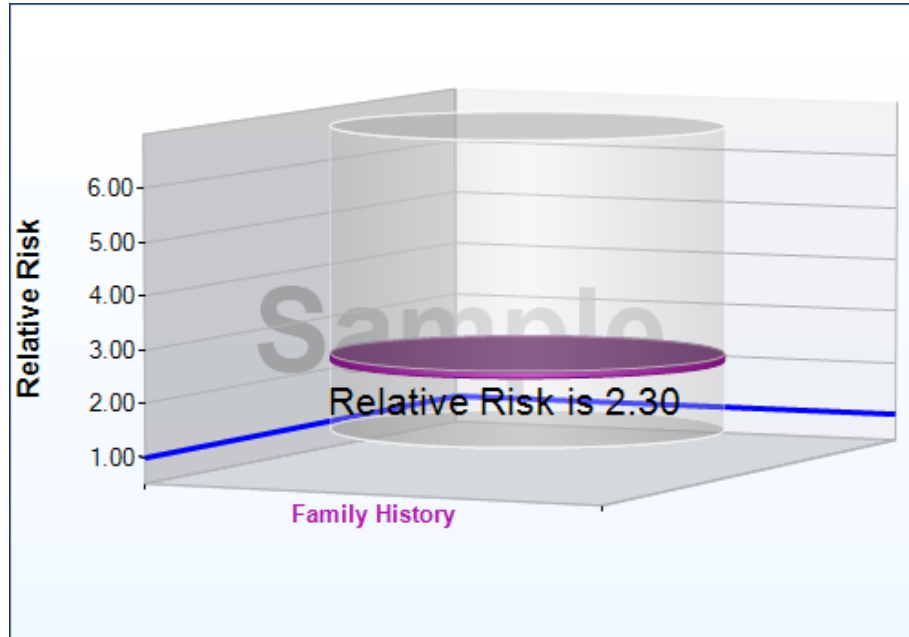 Relative Risk
6.00
5.00
4.00
3.00
2.00
1.00
Sample
Relative Risk is 2.30
Family History